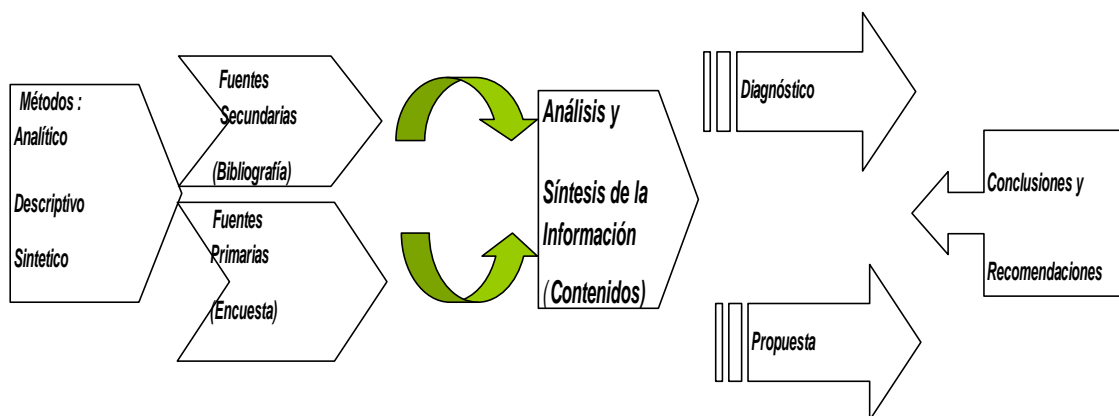 Métodos :
Analítico
Descriptivo
Sintetico
Fuentes
Secundarias
(Bibliografía)
Fuentes
Primarias
(Encuesta)
Análisis y
Síntesis de la
Información
(Contenidos)
Diagnóstico
Propuesta
Conclusiones y
Recomendaciones